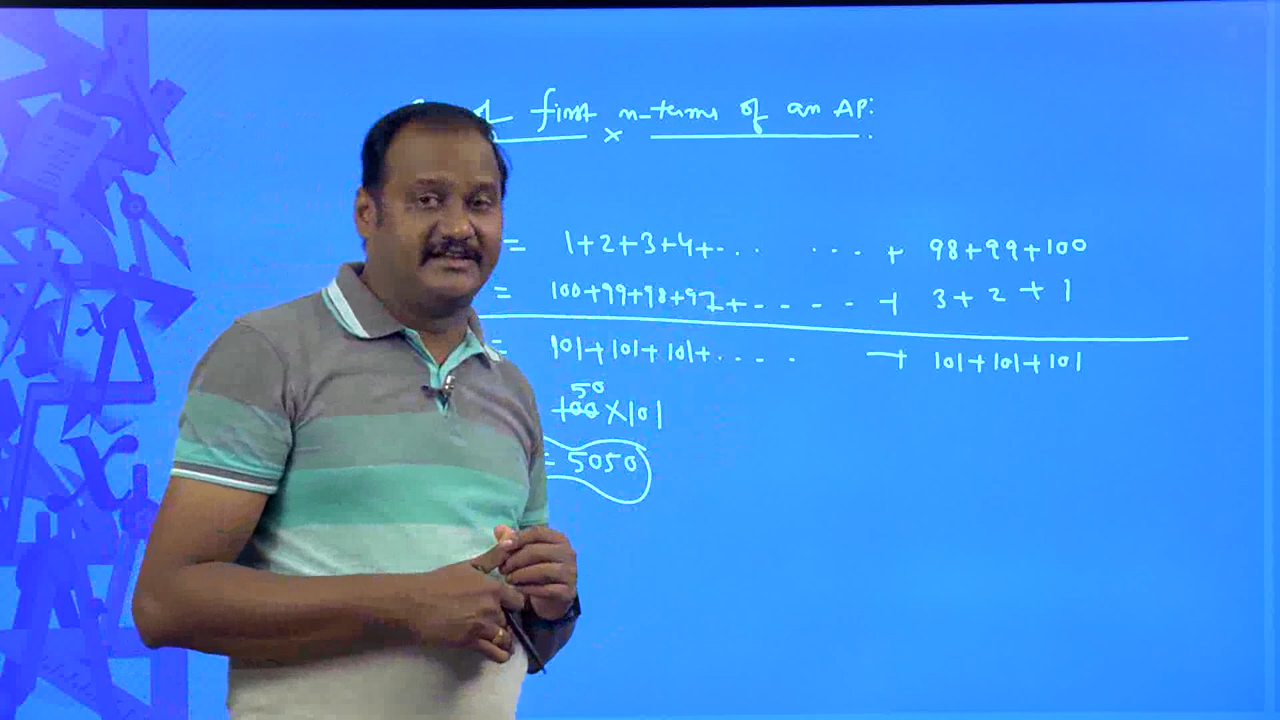 of first n-terms of an AP:
x
= 1+2+3+4+-.. ... + 98+99+100
= 100+99+98+97+---- + 3+2+1
= 101+101+101+.... + 101+101+101
50
100×101
= 5050